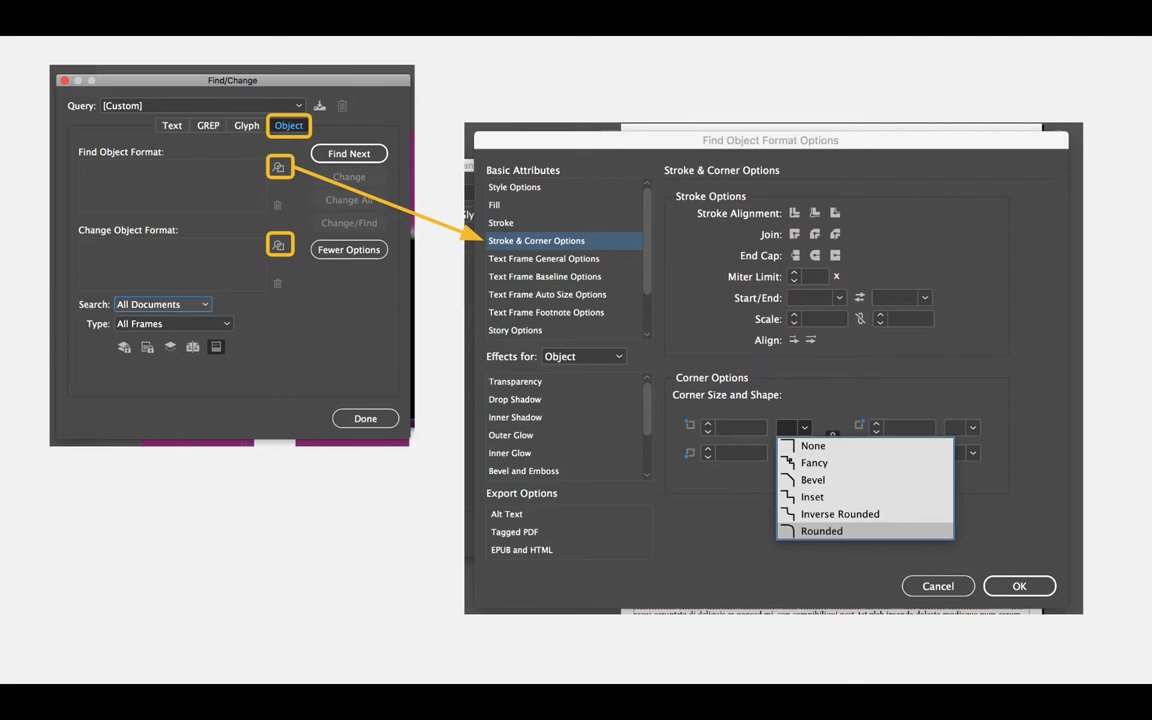 Find/Change
Query: [Custom]
Text GREP Glyph Object
Find Object Format:
Find Next
Change
Change All
Change/Find
Change Object Format:
Fewer Options
Search: All Documents
Type: All Frames
Done
Find Object Format Options
Basic Attributes
Style Options
Fill
Stroke
Stroke & Corner Options
Text Frame General Options
Text Frame Baseline Options
Text Frame Auto Size Options
Text Frame Footnote Options
Story Options
Effects for: Object
Transparency
Drop Shadow
Inner Shadow
Outer Glow
Inner Glow
Bevel and Emboss
Export Options
Alt Text
Tagged PDF
EPUB and HTML
Stroke & Corner Options
Stroke Options
Stroke Alignment:
Join:
End Cap:
Miter Limit: x
Start/End:
Scale:
Align:
Corner Options
Corner Size and Shape:
None
Fancy
Bevel
Inset
Inverse Rounded
Rounded
Cancel OK